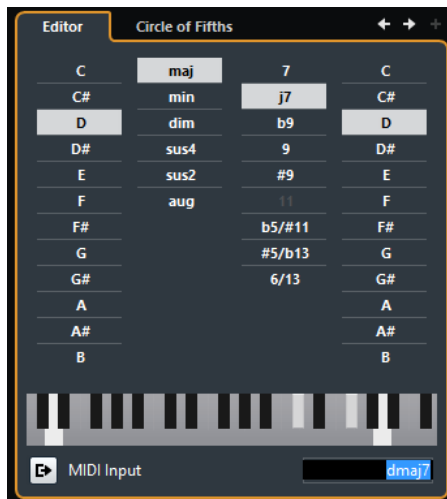 Editor Circle of Fifths
C maj 7 C
C# min j7 C#
D dim b9 D
D# sus4 9 D#
E sus2 #9 E
F aug 11 F
F# b5/#11 F#
G #5/b13 G
G# 6/13 G#
A A
A# A#
B B
MIDI Input dmaj7